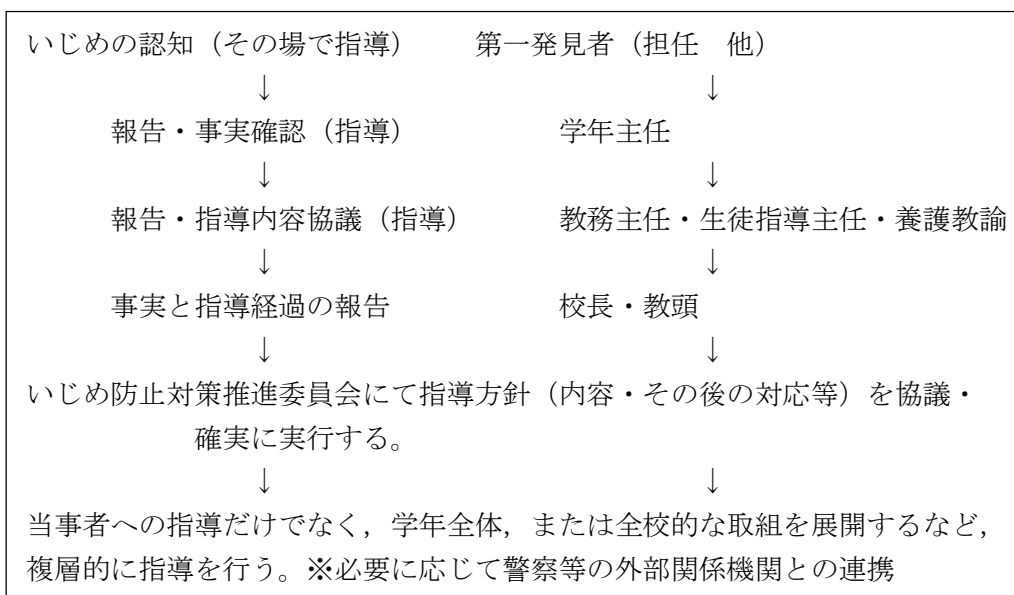 いじめの認知（その場で指導）　　第一発見者（担任　他）
↓　　↓
報告・事実確認（指導）　　学年主任
↓　　↓
報告・指導内容協議（指導）　　教務主任・生徒指導主任・養護教諭
↓　　↓
事実と指導経過の報告　　校長・教頭
↓　　↓
いじめ防止対策推進委員会にて指導方針（内容・その後の対応等）を協議・
確実に実行する。
↓　　↓
当事者への指導だけでなく，学年全体，または全校的な取組を展開するなど，
複層的に指導を行う。※必要に応じて警察等の外部関係機関との連携